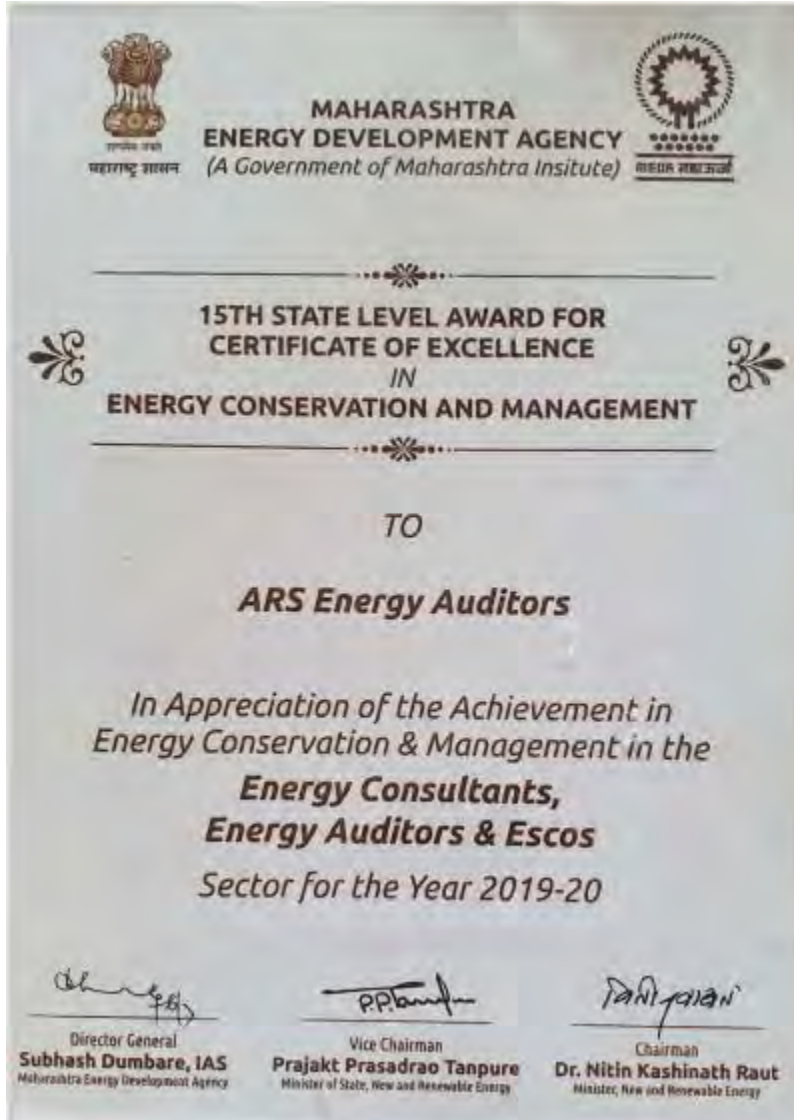 महाराष्ट्र शासन
MAHARASHTRA
ENERGY DEVELOPMENT AGENCY
(A Government of Maharashtra Insitute)
15TH STATE LEVEL AWARD FOR
CERTIFICATE OF EXCELLENCE
IN
ENERGY CONSERVATION AND MANAGEMENT
TO
ARS Energy Auditors
In Appreciation of the Achievement in
Energy Conservation & Management in the
Energy Consultants,
Energy Auditors & Escos
Sector for the Year 2019-20
Director General
Subhash Dumbare, IAS
Maharashtra Energy Development Agency
Vice Chairman
Prajakt Prasadrao Tanpure
Minister of State, New and Renewable Energy
Chairman
Dr. Nitin Kashinath Raut
Minister, New and Renewable Energy